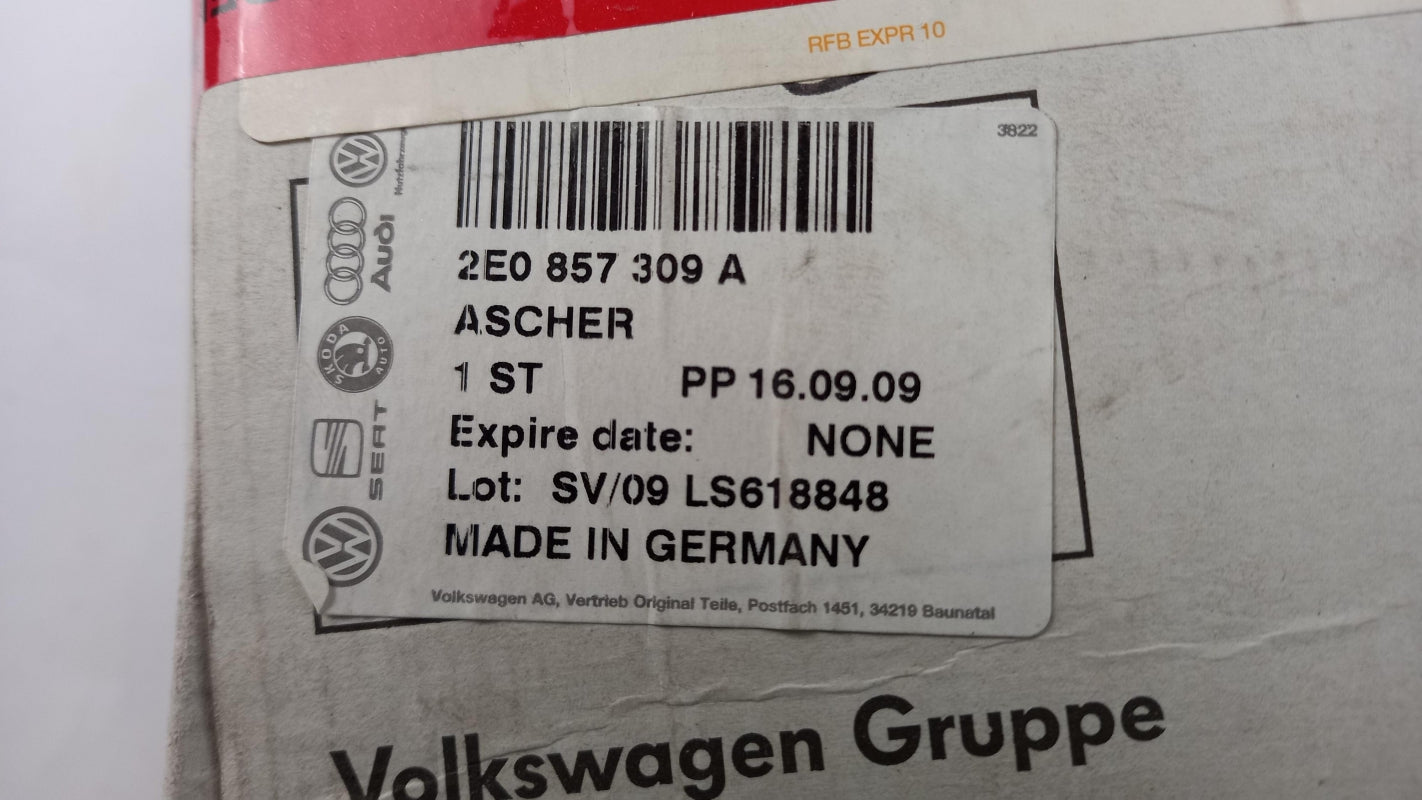 RFB EXPR 10
3822
Nutzfahrzeuge
Audi
SKODA AUTO
SEAT
2E0 857 309 A
ASCHER
1 ST PP 16.09.09
Expire date: NONE
Lot: SV/09 LS618848
MADE IN GERMANY
Volkswagen AG, Vertrieb Original Teile, Postfach 1451, 34219 Baunatal
Volkswagen Gruppe